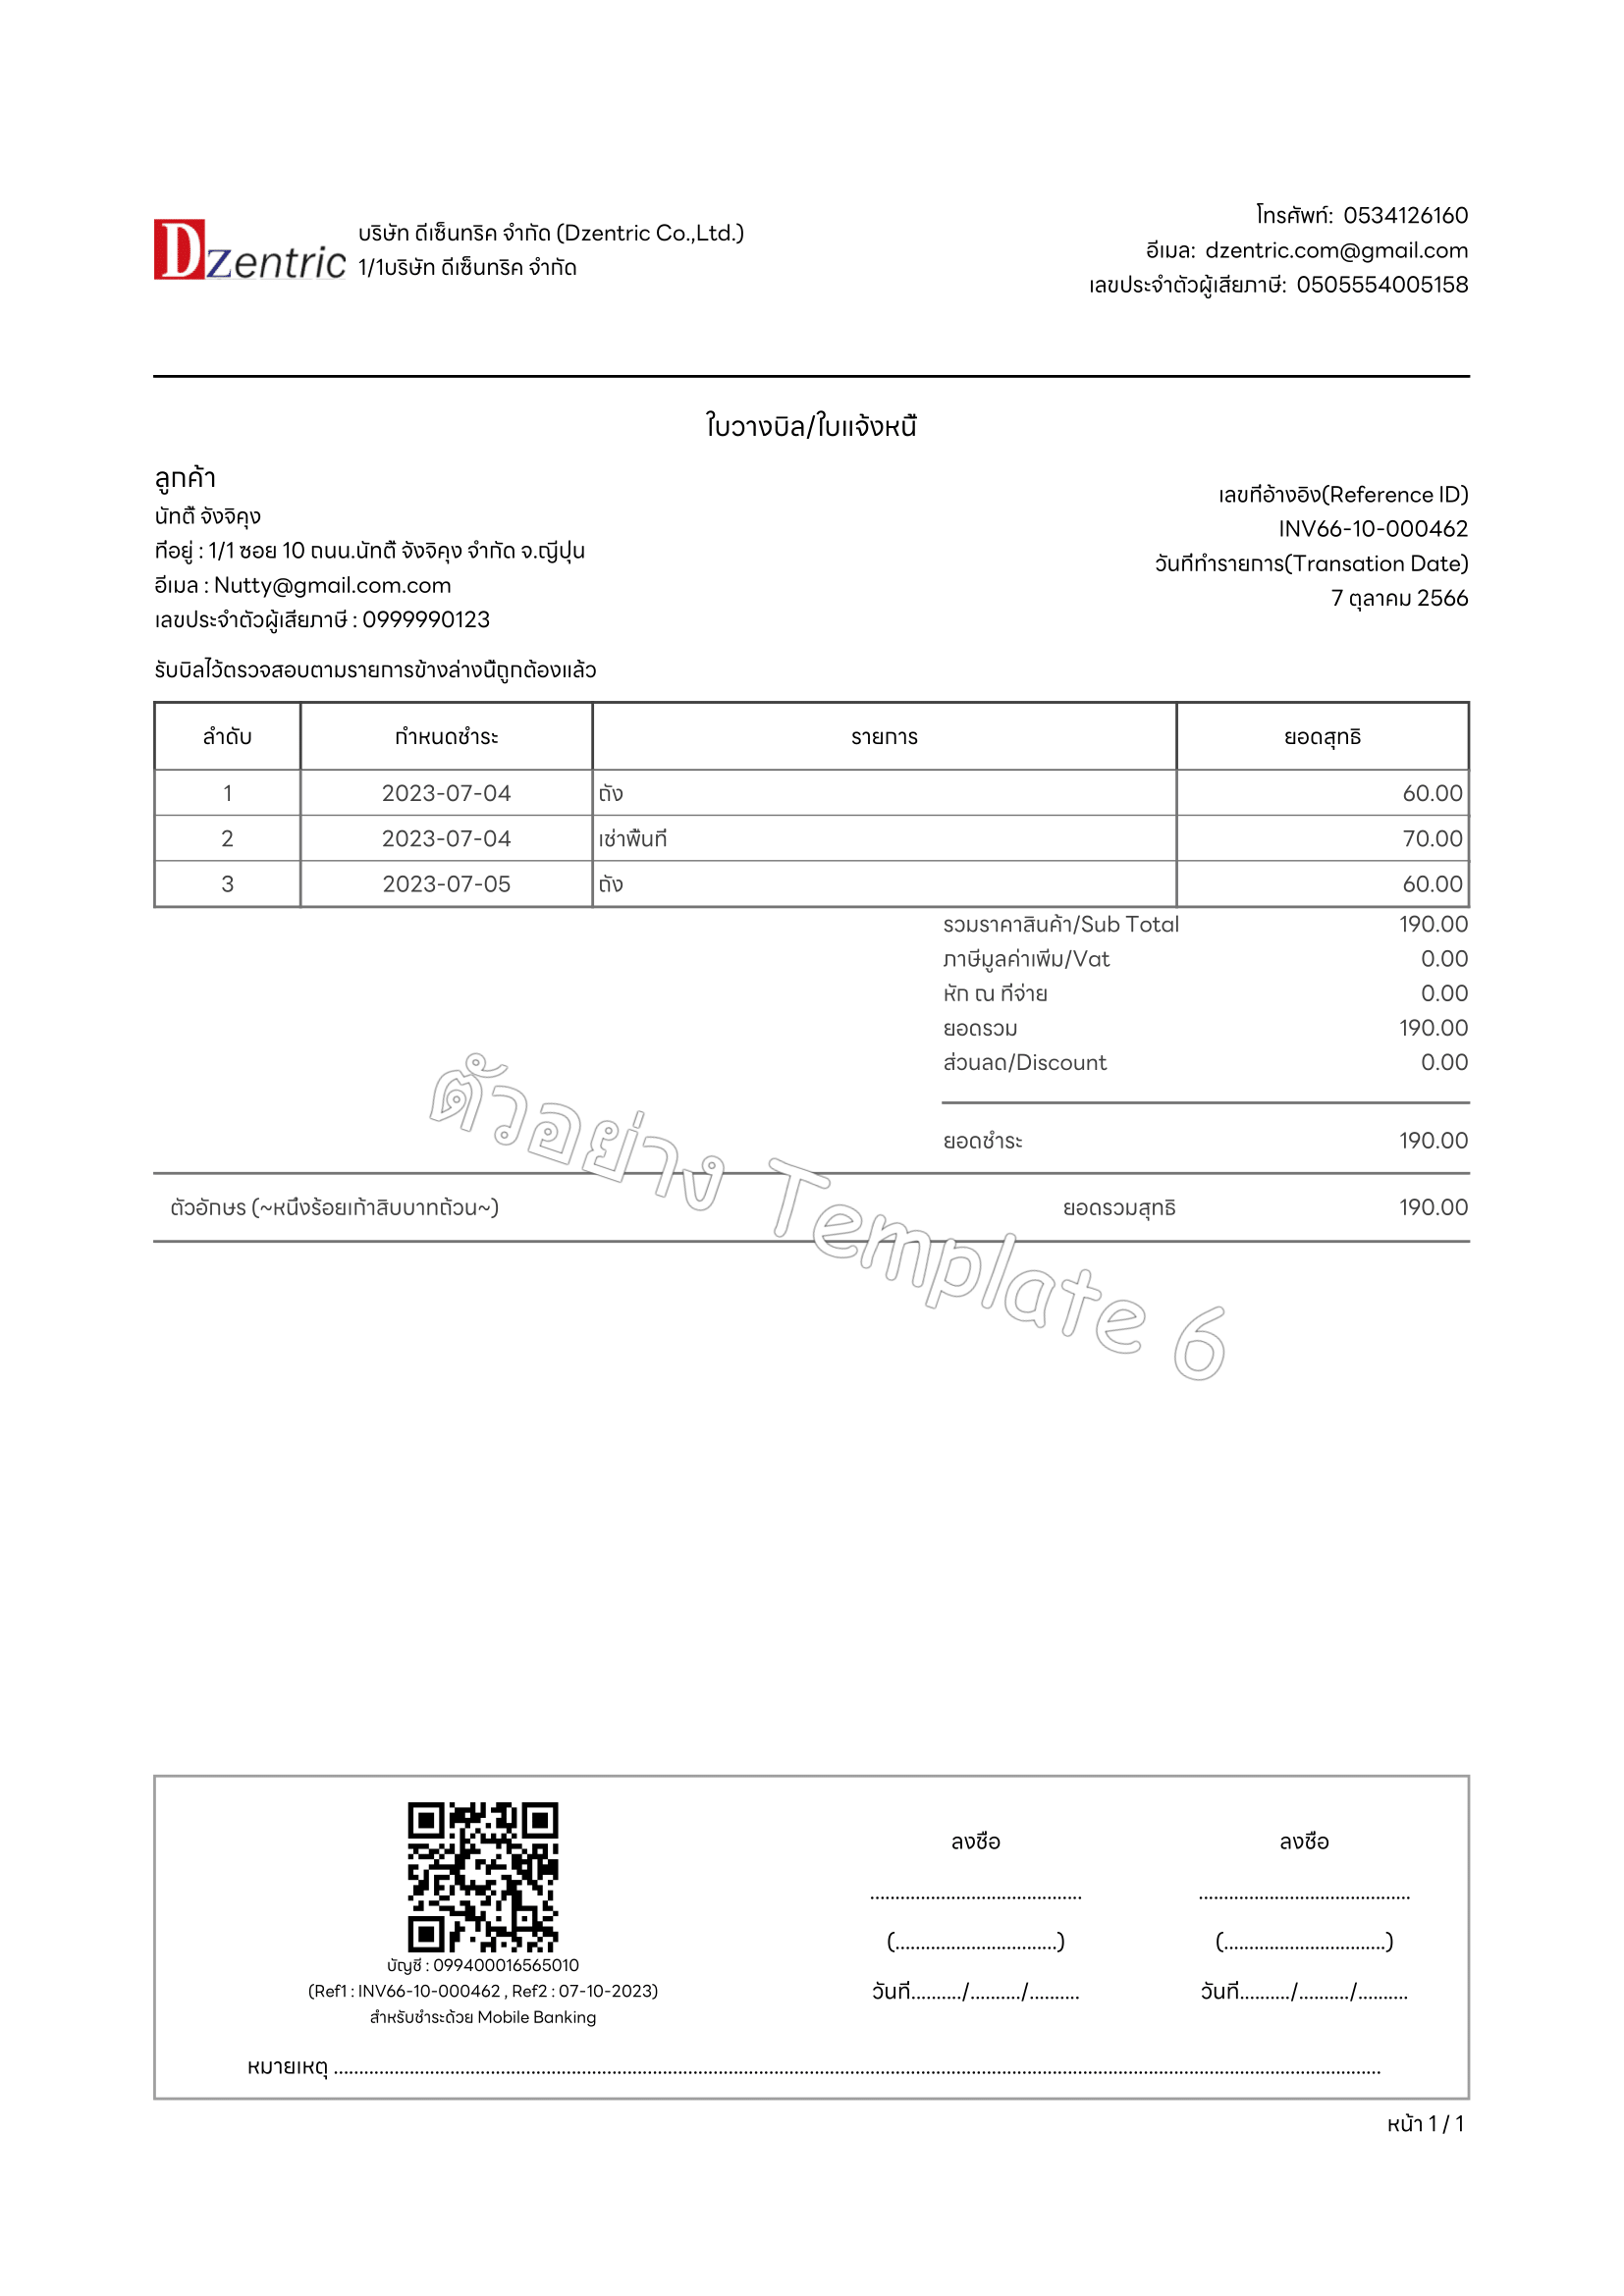 Dzentric
บริษัท ดีเซ็นทริค จำกัด (Dzentric Co.,Ltd.)
1/1บริษัท ดีเซ็นทริค จำกัด
โทรศัพท์: 0534126160
อีเมล: dzentric.com@gmail.com
เลขประจำตัวผู้เสียภาษี: 0505554005158
ใบวางบิล/ใบแจ้งหนี้
ลูกค้า
นัทตี้ จังจิคุง
ที่อยู่ : 1/1 ซอย 10 ถนน.นัทตี้ จังจิคุง จำกัด จ.ญี่ปุ่น
อีเมล : Nutty@gmail.com.com
เลขประจำตัวผู้เสียภาษี : 0999990123
เลขที่อ้างอิง(Reference ID)
INV66-10-000462
วันที่ทำรายการ(Transation Date)
7 ตุลาคม 2566
รับบิลไว้ตรวจสอบตามรายการข้างล่างนี้ถูกต้องแล้ว
ลำดับ กำหนดชำระ รายการ ยอดสุทธิ
1 2023-07-04 ถัง 60.00
2 2023-07-04 เช่าพื้นที่ 70.00
3 2023-07-05 ถัง 60.00
รวมราคาสินค้า/Sub Total 190.00
ภาษีมูลค่าเพิ่ม/Vat 0.00
หัก ณ ที่จ่าย 0.00
ยอดรวม 190.00
ส่วนลด/Discount 0.00
ยอดชำระ 190.00
ตัวอักษร (~หนึ่งร้อยเก้าสิบบาทถ้วน~) ยอดรวมสุทธิ 190.00
ตัวอย่าง Template 6
บัญชี : 099400016565010
(Ref1 : INV66-10-000462 , Ref2 : 07-10-2023)
สำหรับชำระด้วย Mobile Banking
ลงชื่อ ลงชื่อ
.......................................... ..........................................
(................................) (................................)
วันที่........../........../.......... วันที่........../........../..........
หมายเหตุ ................................................................................
หน้า 1 / 1